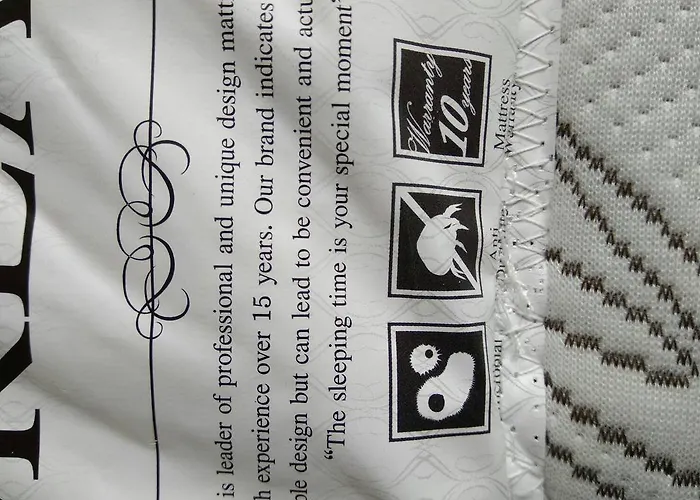 is leader of professional and unique design matt
h experience over 15 years. Our brand indicates
ble design but can lead to be convenient and actu
“The sleeping time is your special moment”
Warranty
10 years
Anti
Mattress
Warranty